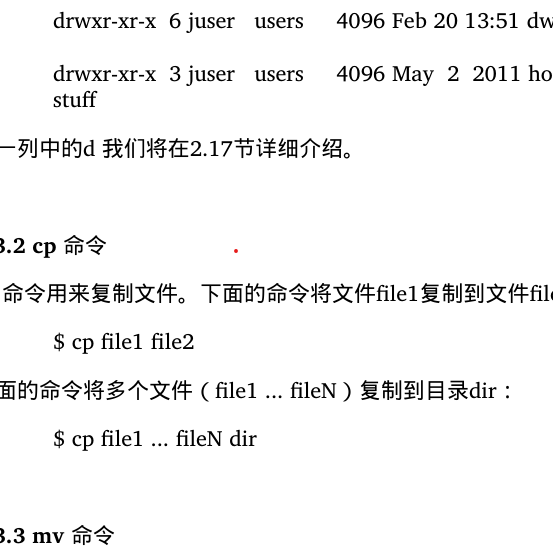 drwxr-xr-x 6 juser users 4096 Feb 20 13:51 dw
drwxr-xr-x 3 juser users 4096 May 2 2011 ho
stuff
一列中的d 我们将在2.17节详细介绍。
3.2 cp 命令
命令用来复制文件。下面的命令将文件file1复制到文件file
$ cp file1 file2
面的命令将多个文件（file1 ... fileN）复制到目录dir：
$ cp file1 ... fileN dir
3.3 mv 命令